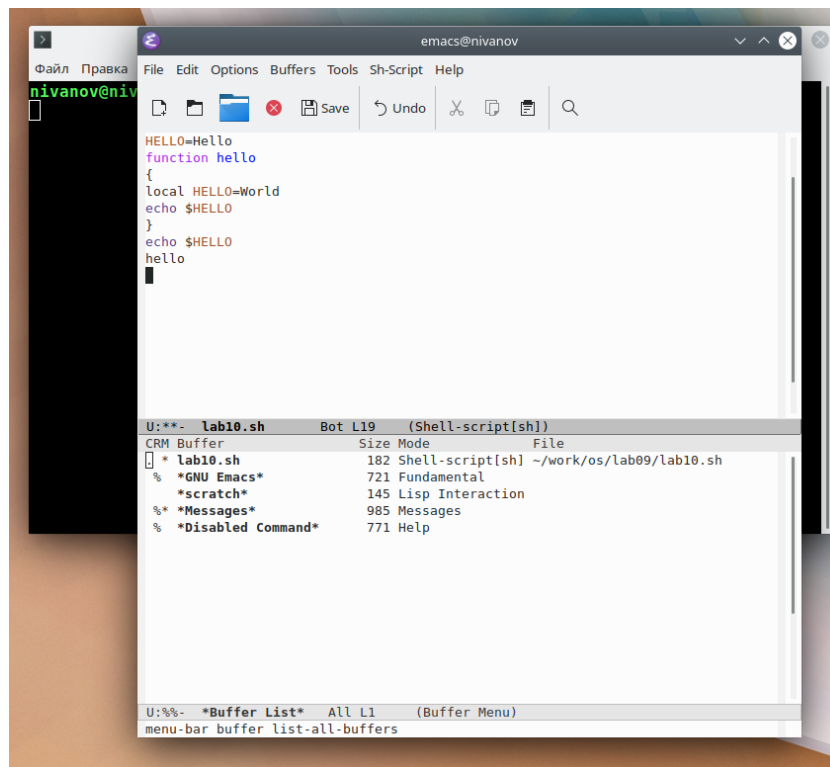 emacs@nivanov
Файл Правка
File Edit Options Buffers Tools Sh-Script Help
nivanov@niv
Save Undo
HELLO=Hello
function hello
{
local HELLO=World
echo $HELLO
}
echo $HELLO
hello
U:**- lab10.sh Bot L19 (Shell-script[sh])
CRM Buffer Size Mode File
. * lab10.sh 182 Shell-script[sh] ~/work/os/lab09/lab10.sh
% *GNU Emacs* 721 Fundamental
*scratch* 145 Lisp Interaction
%* *Messages* 985 Messages
% *Disabled Command* 771 Help
U:%%- *Buffer List* All L1 (Buffer Menu)
menu-bar buffer list-all-buffers